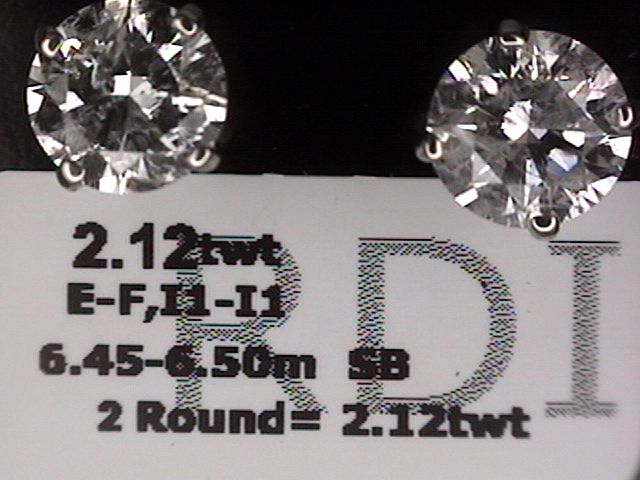 2.12twt
E-F,I1-I1
6.45-6.50m SB
2 Round= 2.12twt
RDI